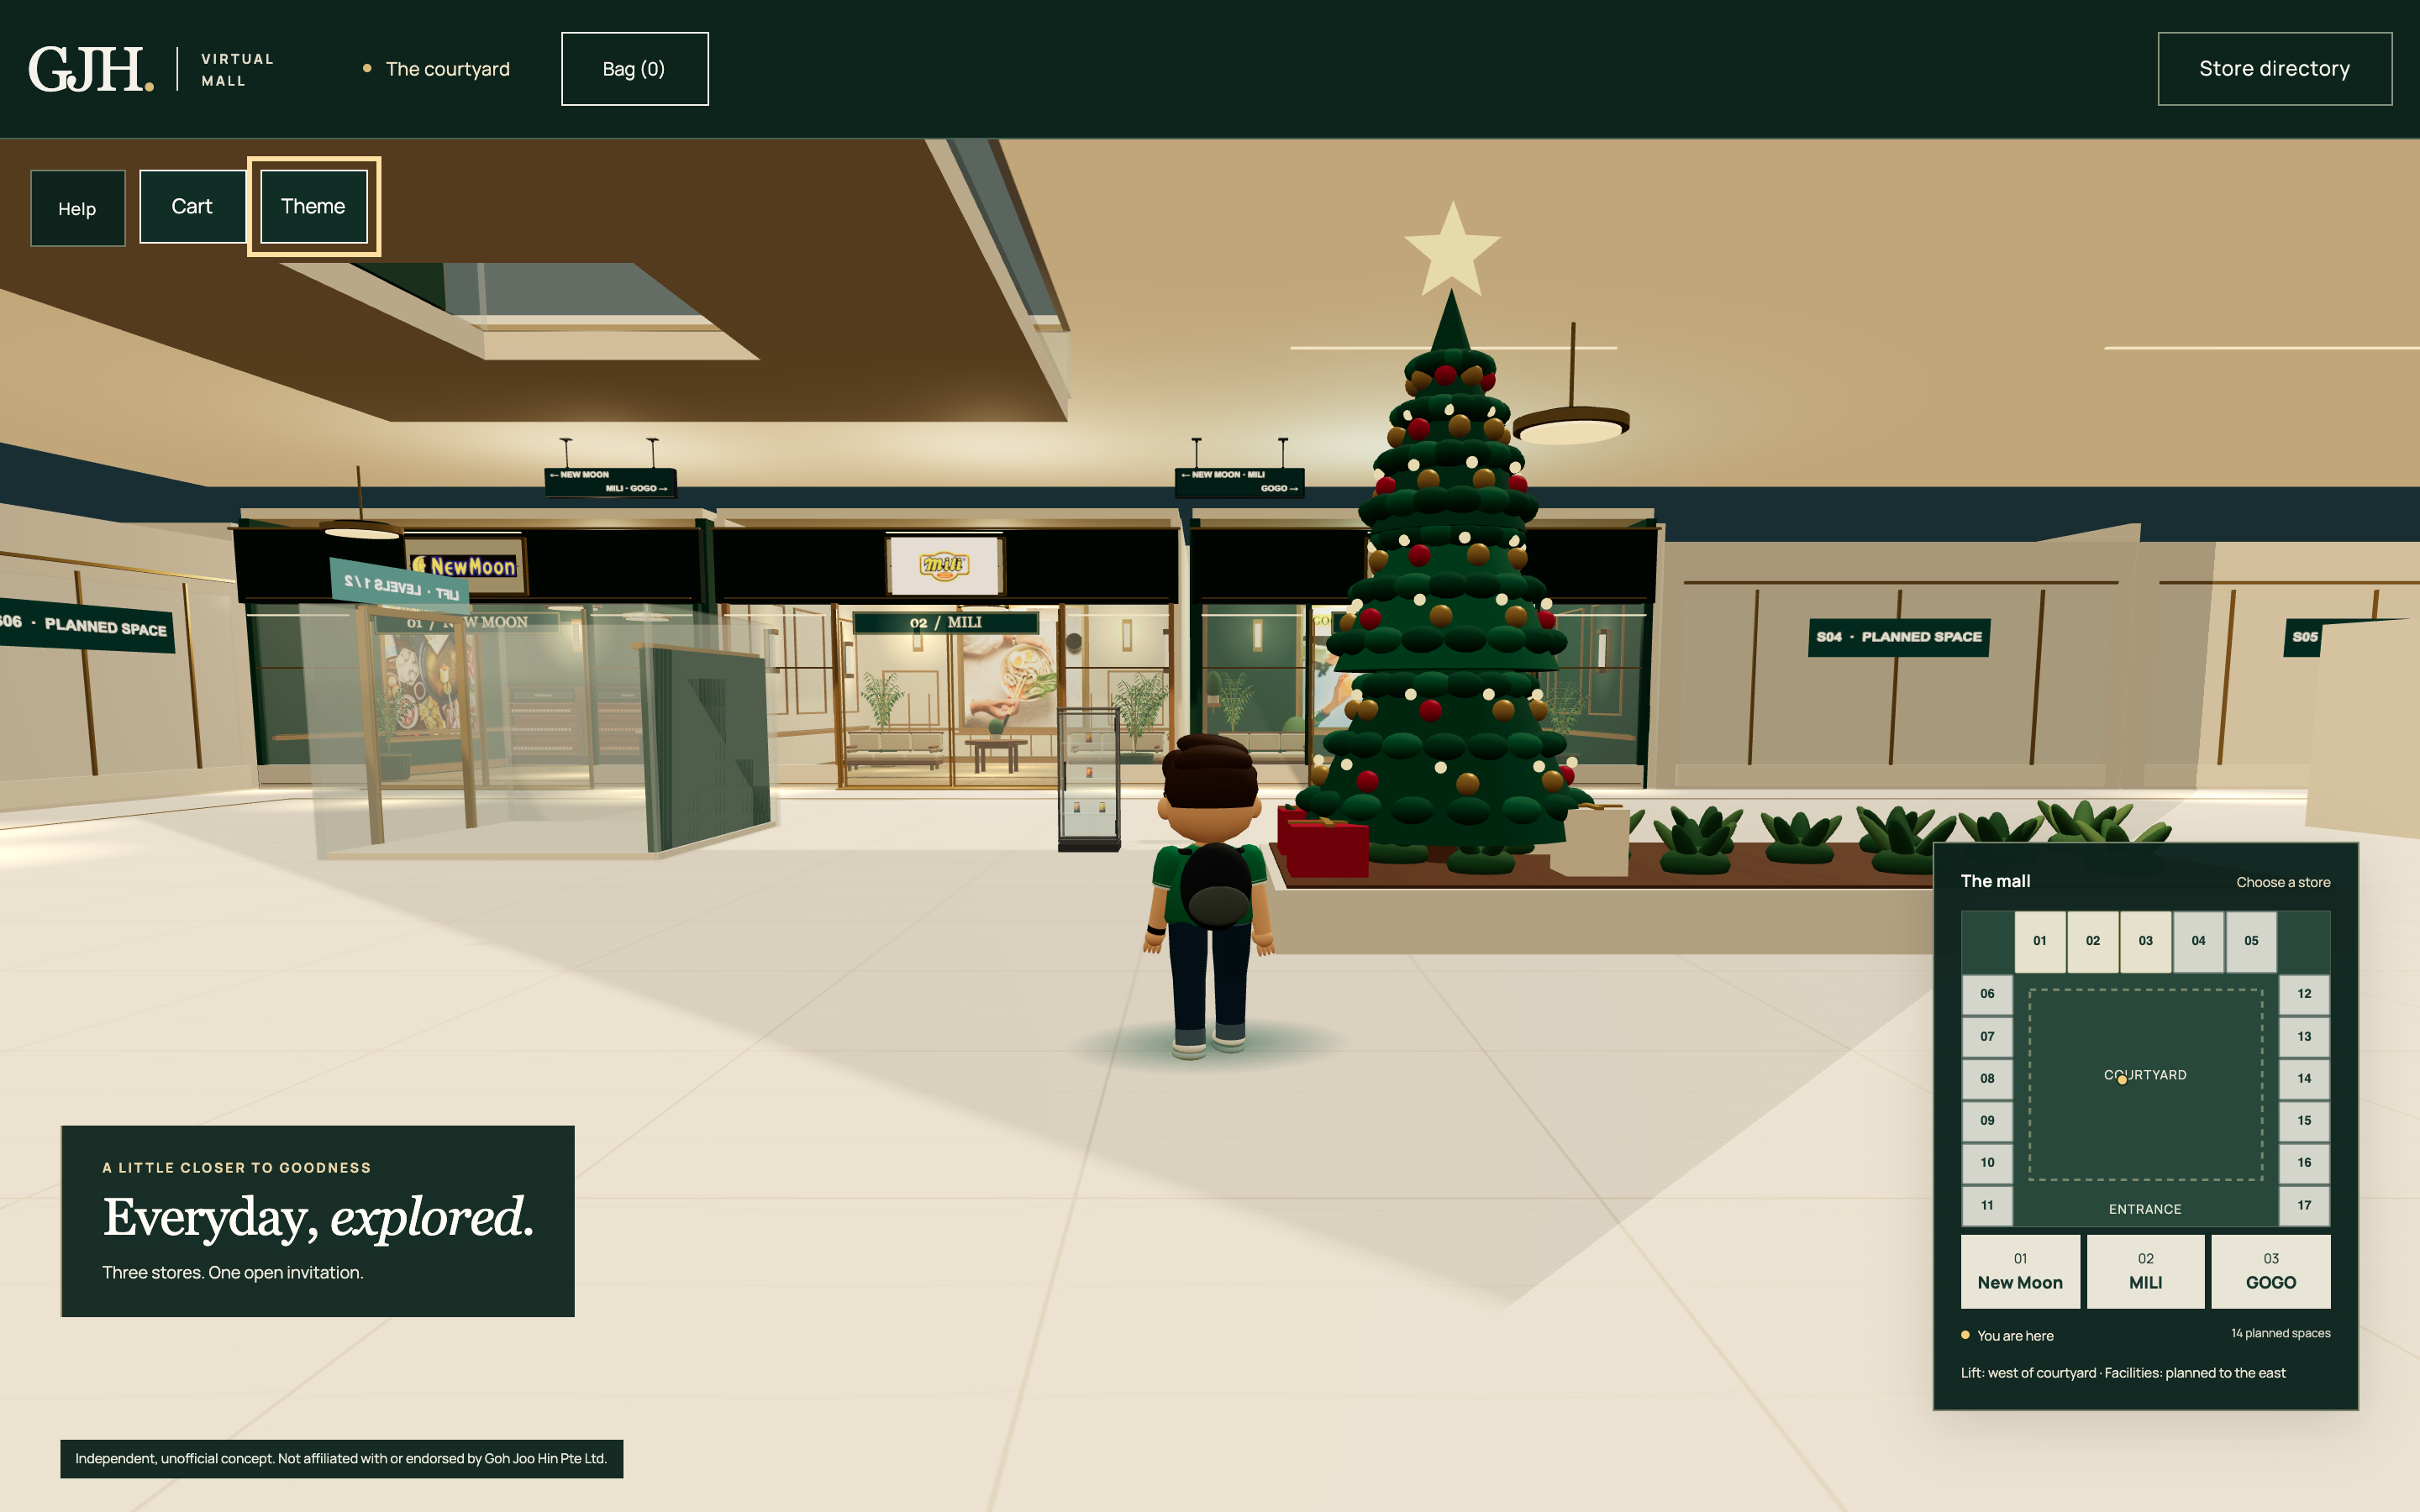 GJH.
VIRTUAL
MALL
The courtyard
Bag (0)
Store directory
Help
Cart
Theme
← NEW MOON
MILI · GOGO →
← NEW MOON · MILI
GOGO →
NewMoon
mili
LIFT · LEVELS 1 / 2
01 / NEW MOON
02 / MILI
GO
S06 · PLANNED SPACE
S04 · PLANNED SPACE
S05
The mall
Choose a store
01 02 03 04 05
06 12
07 13
COURTYARD
08 14
09 15
10 16
11 17
ENTRANCE
01
New Moon
02
MILI
03
GOGO
You are here
14 planned spaces
Lift: west of courtyard · Facilities: planned to the east
A LITTLE CLOSER TO GOODNESS
Everyday, explored.
Three stores. One open invitation.
Independent, unofficial concept. Not affiliated with or endorsed by Goh Joo Hin Pte Ltd.